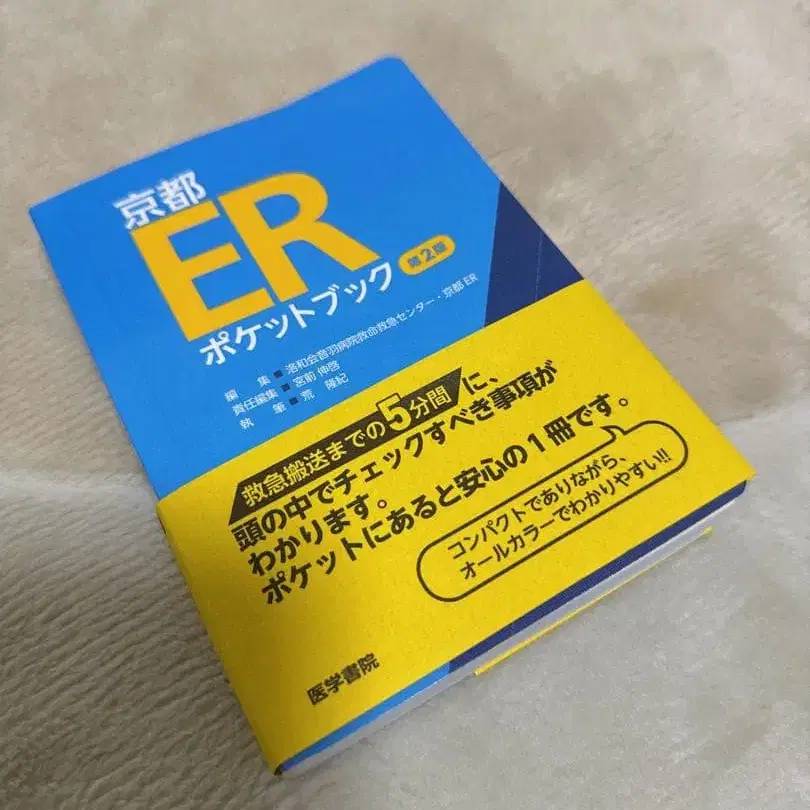 京都
ER
ポケットブック 第2版
編 集 ■ 洛和会音羽病院救命救急センター・京都ER
責任編集 ■ 宮前 伸啓
執 筆 ■ 荒 隆紀
救急搬送までの5分間に、
頭の中でチェックすべき事項が
わかります。
ポケットにあると安心の1冊です。
コンパクトでありながら、
オールカラーでわかりやすい!!
医学書院